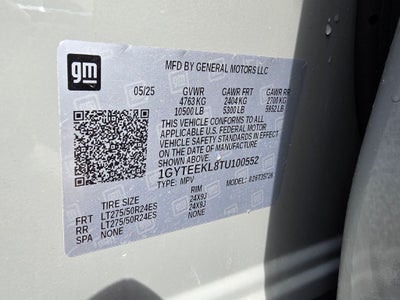 gm
MFD BY GENERAL MOTORS LLC
05/25 GVWR GAWR FRT GAWR RR
4763 KG 2404 KG 2700 KG
10500 LB 5300 LB 5952 LB
THIS VEHICLE CONFORMS TO ALL
APPLICABLE U.S. FEDERAL MOTOR
VEHICLE SAFETY STANDARDS IN
EFFECT ON THE DATE OF
MANUFACTURE SHOWN ABOVE.
1GYTEEKL8TU100552
TYPE: MPV MODEL:
TIRE SIZE RIM
FRT LT275/50R24ES 24X9J
RR LT275/50R24ES 24X9J
SPA NONE NONE